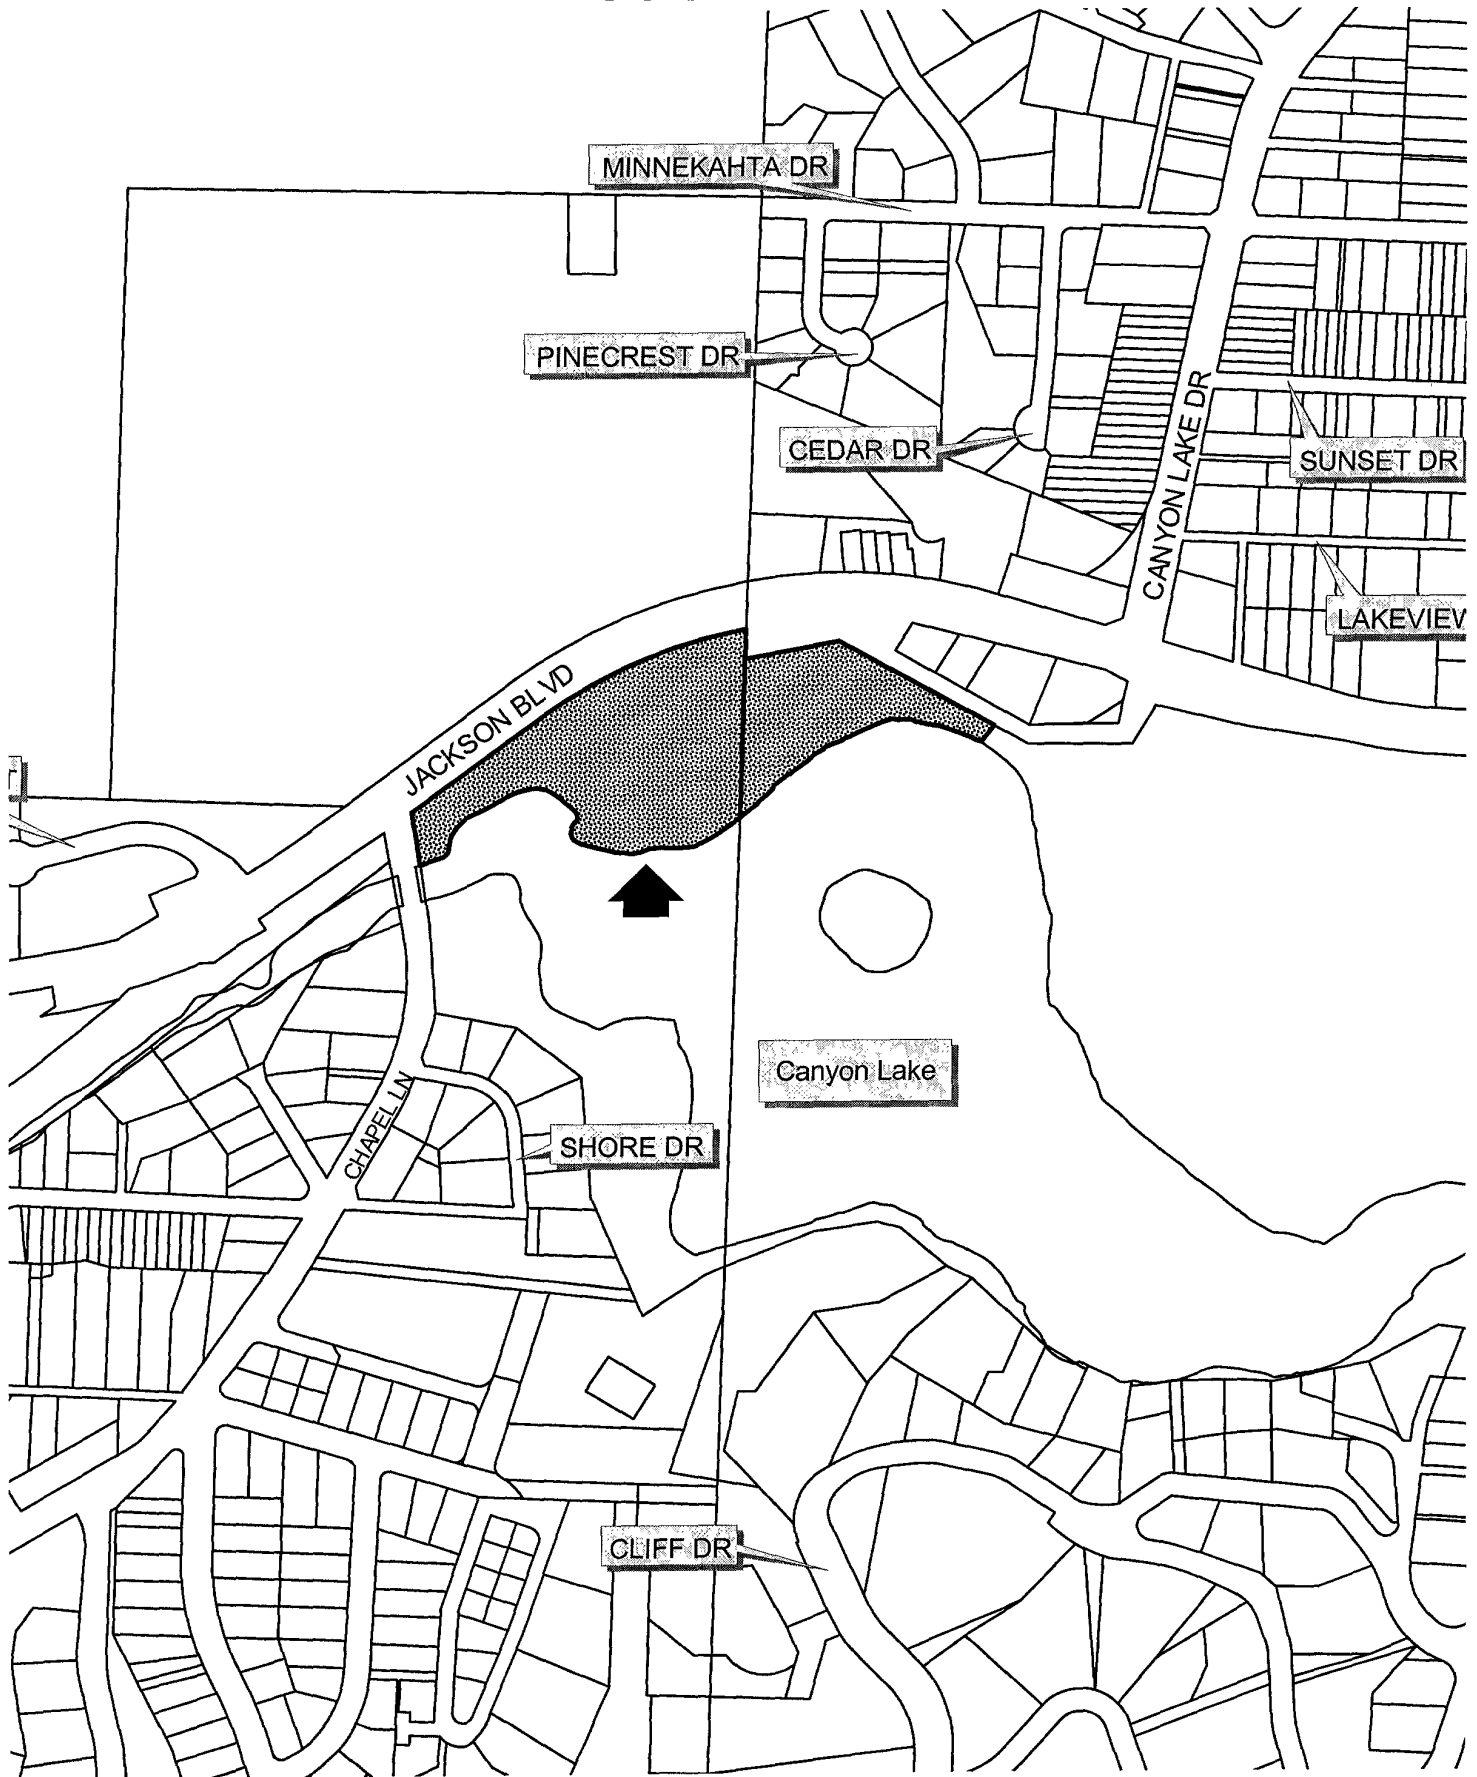 MINNEKAHTA DR
PINECREST DR
CANYON LAKE DR
CEDAR DR
SUNSET DR
LAKEVIEW
JACKSON BLVD
Canyon Lake
CHAPEL LN
SHORE DR
CLIFF DR